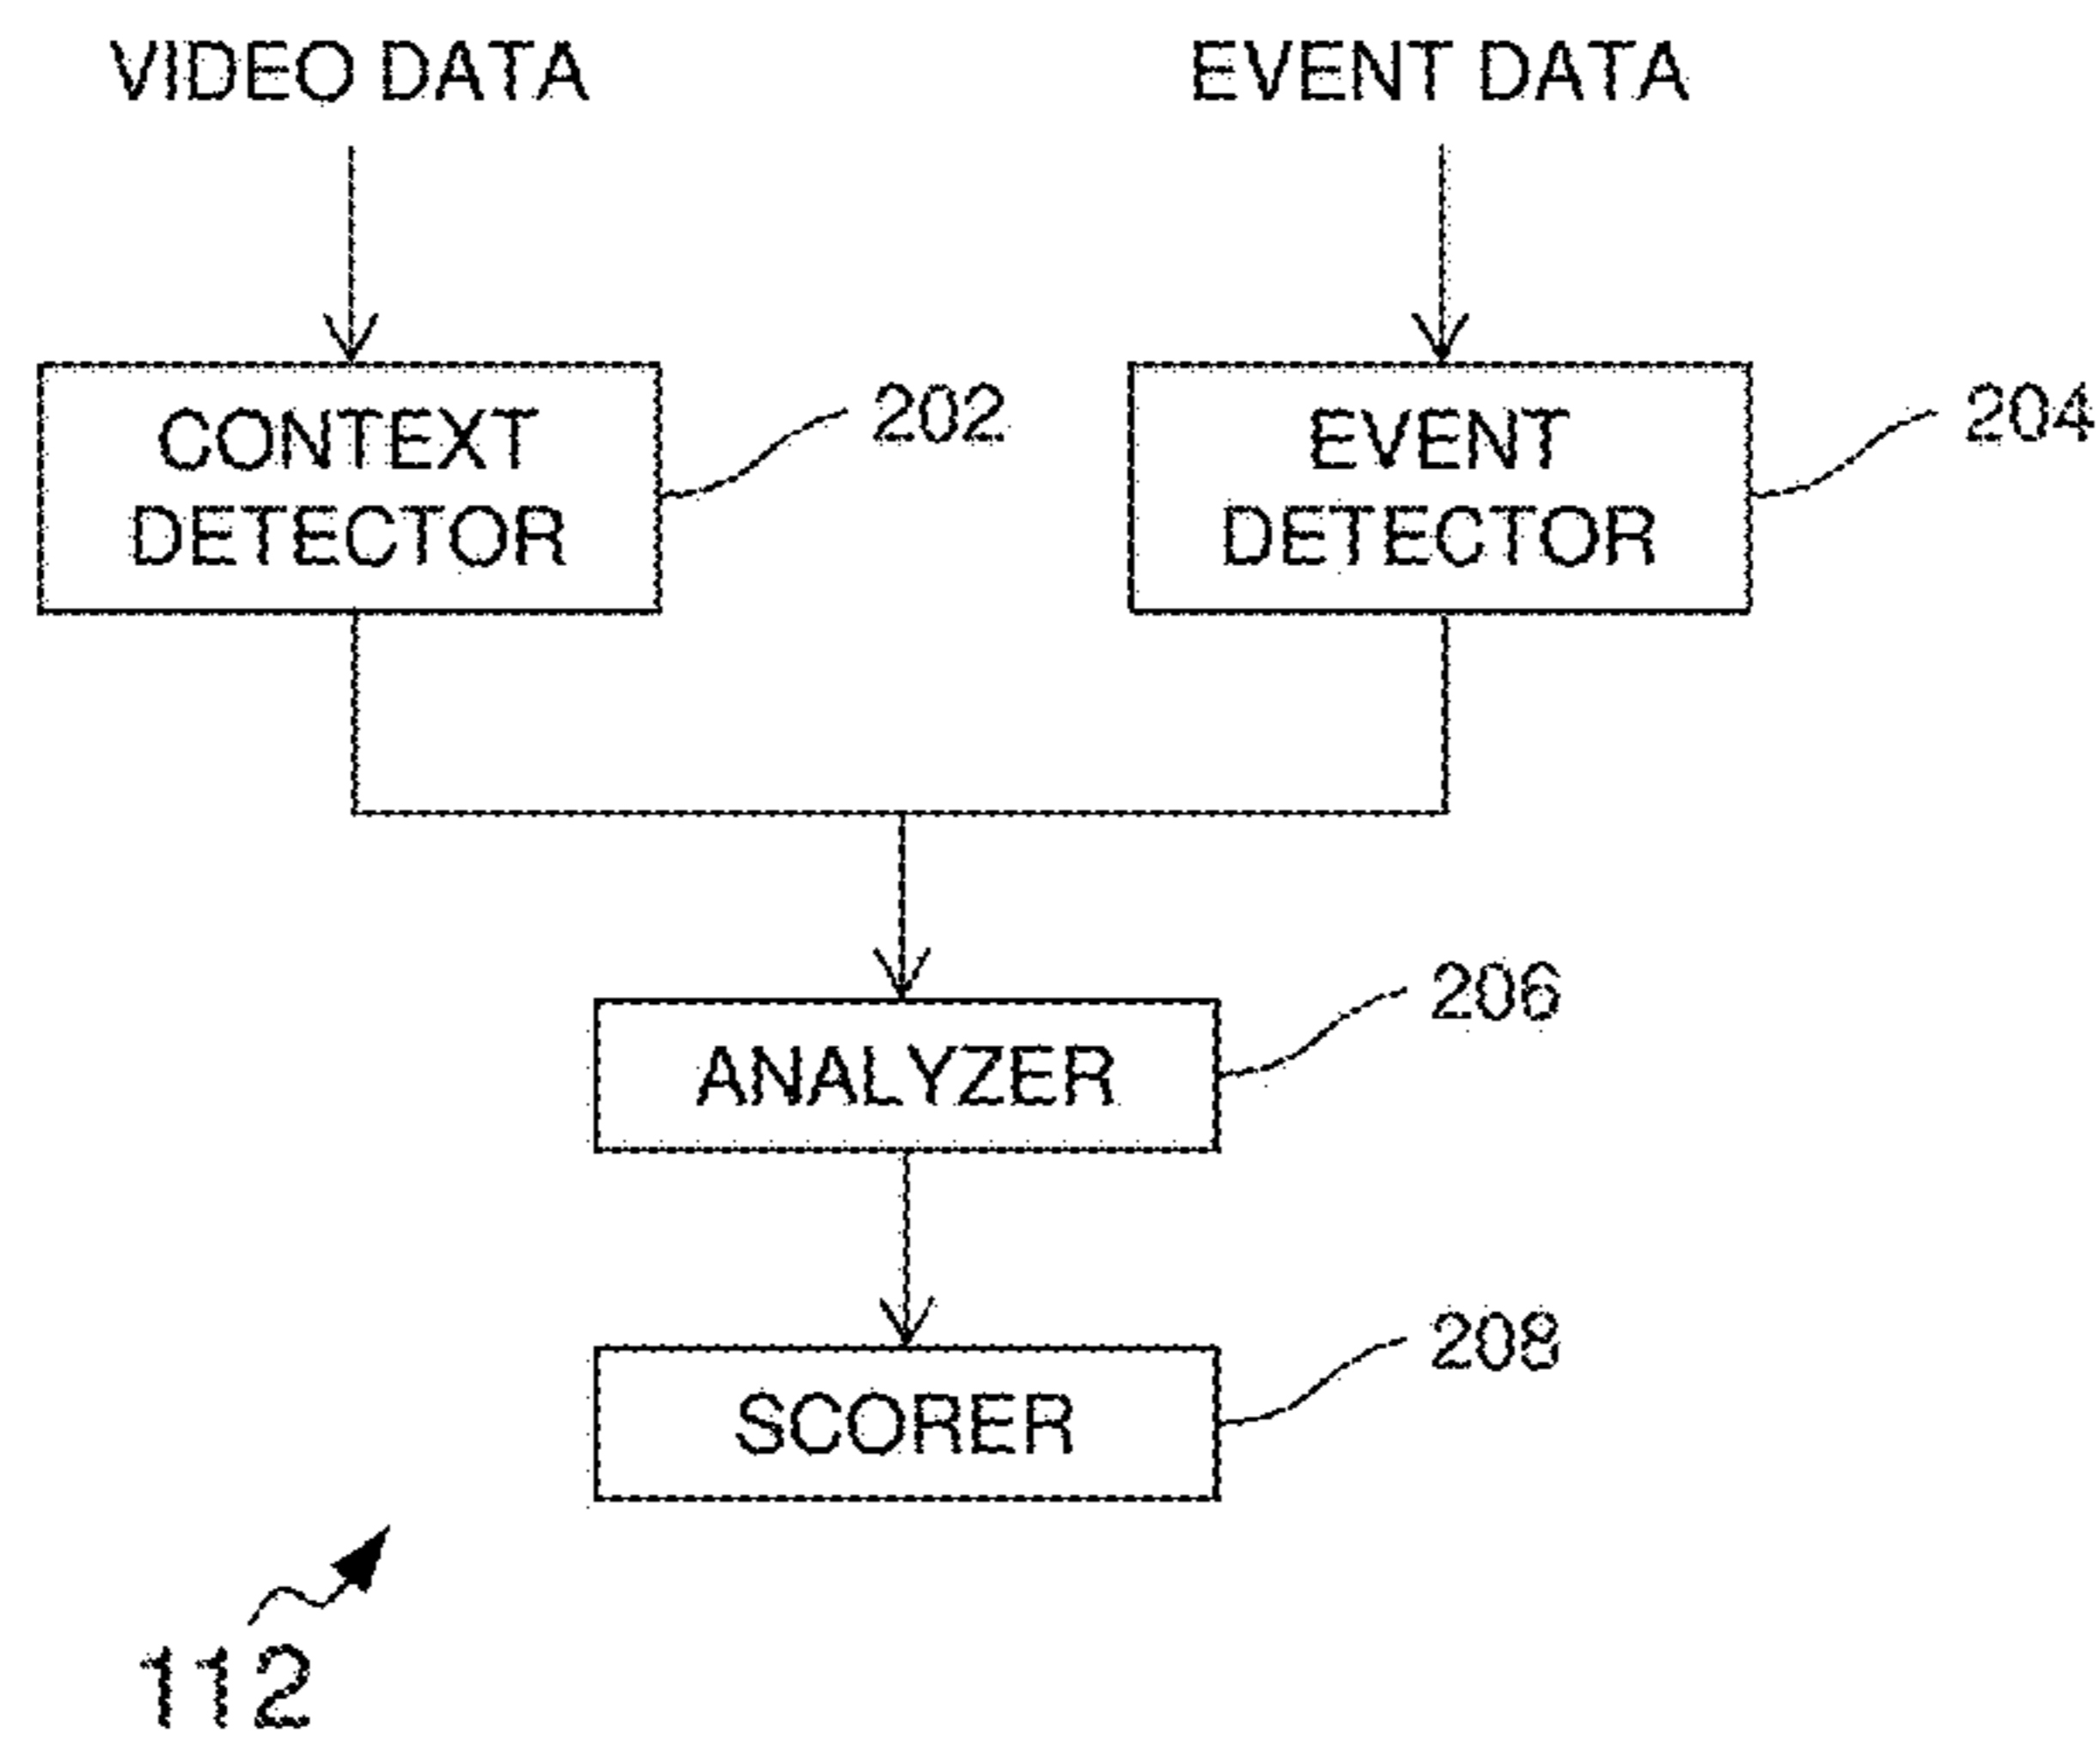 VIDEO DATA
EVENT DATA
CONTEXT
DETECTOR
202
EVENT
DETECTOR
204
ANALYZER
206
SCORER
208
112